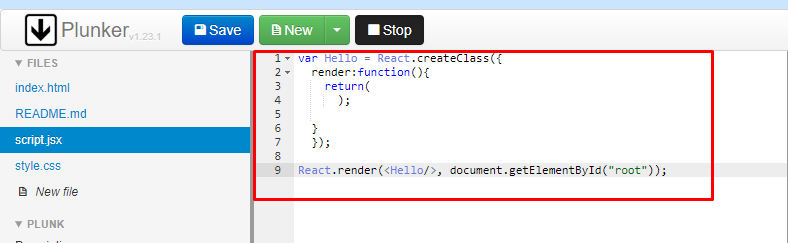 Plunker v1.23.1 Save New Stop
FILES
index.html
README.md
script.jsx
style.css
New file
PLUNK
1 var Hello = React.createClass({
2 render:function(){
3 return(
4 );
5
6 }
7 });
8
9 React.render(<Hello/>, document.getElementById("root"));